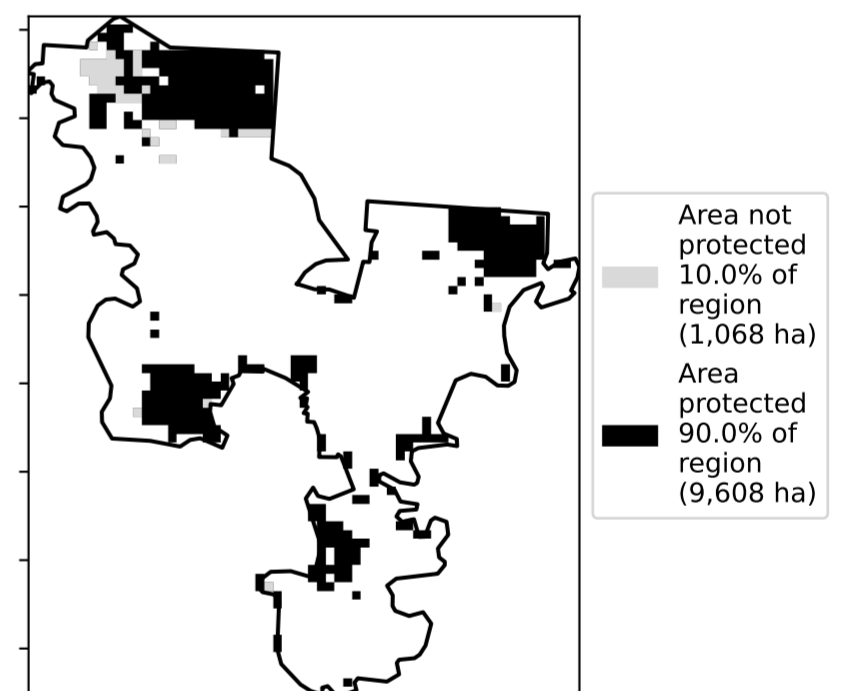 Area not
protected
10.0% of
region
(1,068 ha)
Area
protected
90.0% of
region
(9,608 ha)